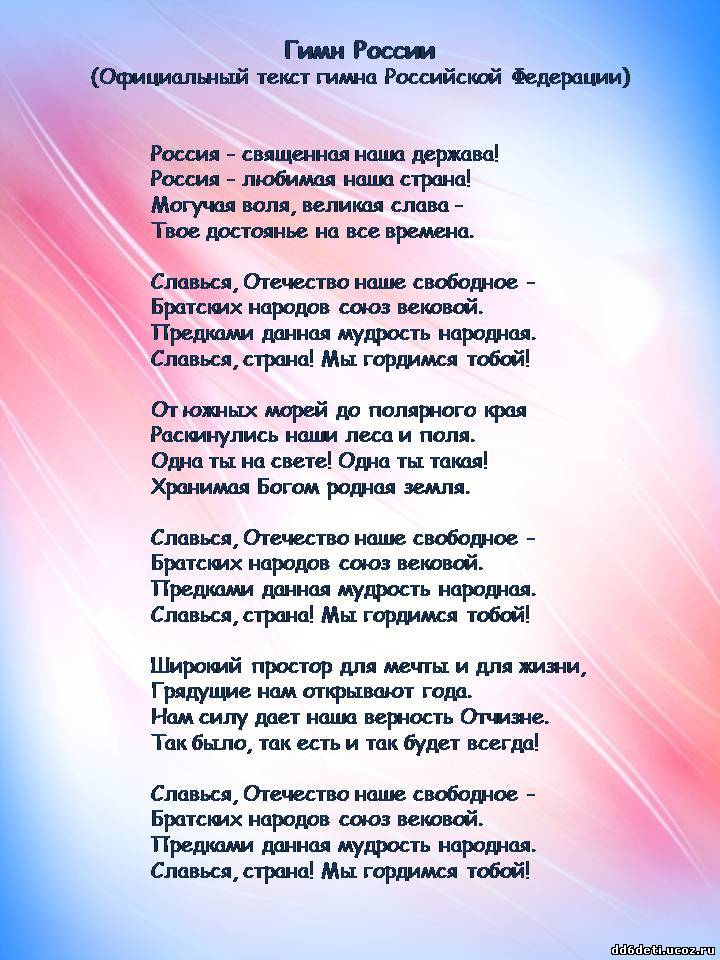 Гимн России
(Официальный текст гимна Российской Федерации)
Россия - священная наша держава!
Россия - любимая наша страна!
Могучая воля, великая слава -
Твое достоянье на все времена.
Славься, Отечество наше свободное -
Братских народов союз вековой.
Предками данная мудрость народная.
Славься, страна! Мы гордимся тобой!
От южных морей до полярного края
Раскинулись наши леса и поля.
Одна ты на свете! Одна ты такая!
Хранимая Богом родная земля.
Славься, Отечество наше свободное -
Братских народов союз вековой.
Предками данная мудрость народная.
Славься, страна! Мы гордимся тобой!
Широкий простор для мечты и для жизни,
Грядущие нам открывают года.
Нам силу дает наша верность Отчизне.
Так было, так есть и так будет всегда!
Славься, Отечество наше свободное -
Братских народов союз вековой.
Предками данная мудрость народная.
Славься, страна! Мы гордимся тобой!
dd6deti.ucoz.ru